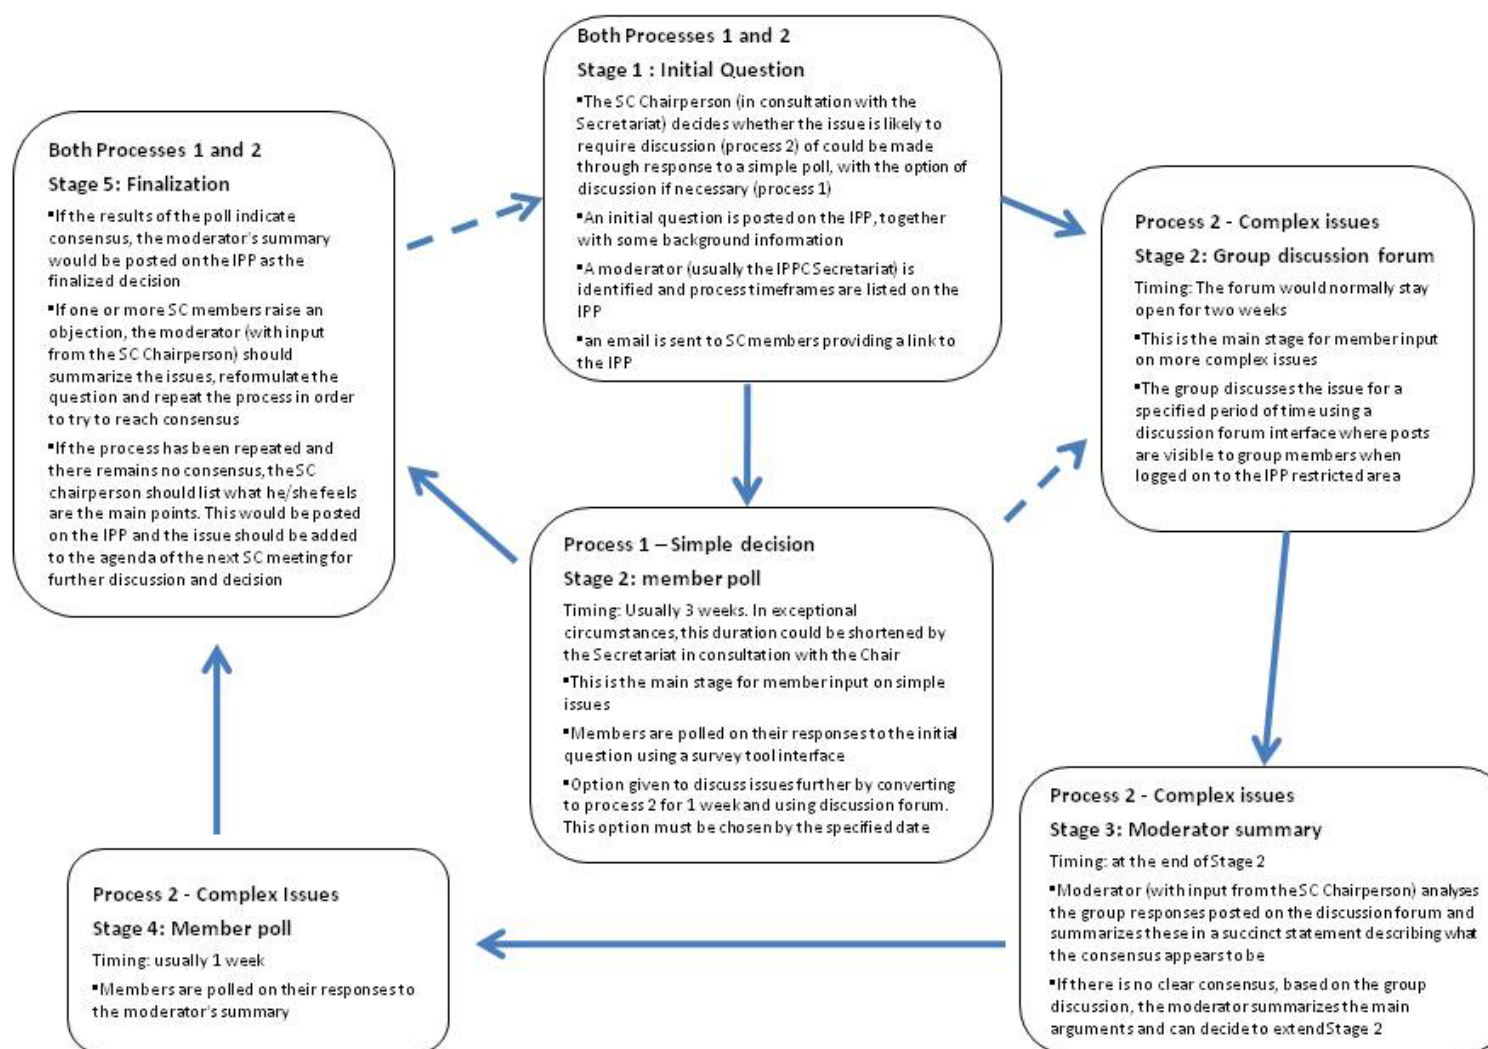 Both Processes 1 and 2
Stage 1 : Initial Question
▪The SC Chairperson (in consultation with the
Secretariat) decides whether the issue is likely to
require discussion (process 2) of could be made
through response to a simple poll, with the option of
discussion if necessary (process 1)
▪An initial question is posted on the IPP, together
with some background information
▪A moderator (usually the IPPC Secretariat) is
identified and process timeframes are listed on the
IPP
▪an email is sent to SC members providing a link to
the IPP
Process 2 - Complex issues
Stage 2: Group discussion forum
Timing: The forum would normally stay
open for two weeks
▪This is the main stage for member input
on more complex issues
▪The group discusses the issue for a
specified period of time using a
discussion forum interface where posts
are visible to group members when
logged on to the IPP restricted area
Process 1 – Simple decision
Stage 2: member poll
Timing: Usually 3 weeks. In exceptional
circumstances, this duration could be shortened by
the Secretariat in consultation with the Chair
▪This is the main stage for member input on simple
issues
▪Members are polled on their responses to the initial
question using a survey tool interface
▪Option given to discuss issues further by converting
to process 2 for 1 week and using discussion forum.
This option must be chosen by the specified date
Process 2 - Complex issues
Stage 3: Moderator summary
Timing: at the end of Stage 2
▪Moderator (with input from the SC Chairperson) analyses
the group responses posted on the discussion forum and
summarizes these in a succinct statement describing what
the consensus appears to be
▪If there is no clear consensus, based on the group
discussion, the moderator summarizes the main
arguments and can decide to extend Stage 2
Process 2 - Complex Issues
Stage 4: Member poll
Timing: usually 1 week
▪Members are polled on their responses to
the moderator's summary
Both Processes 1 and 2
Stage 5: Finalization
▪If the results of the poll indicate
consensus, the moderator's summary
would be posted on the IPP as the
finalized decision
▪If one or more SC members raise an
objection, the moderator (with input
from the SC Chairperson) should
summarize the issues, reformulate the
question and repeat the process in order
to try to reach consensus
▪If the process has been repeated and
there remains no consensus, the SC
chairperson should list what he/she feels
are the main points. This would be posted
on the IPP and the issue should be added
to the agenda of the next SC meeting for
further discussion and decision